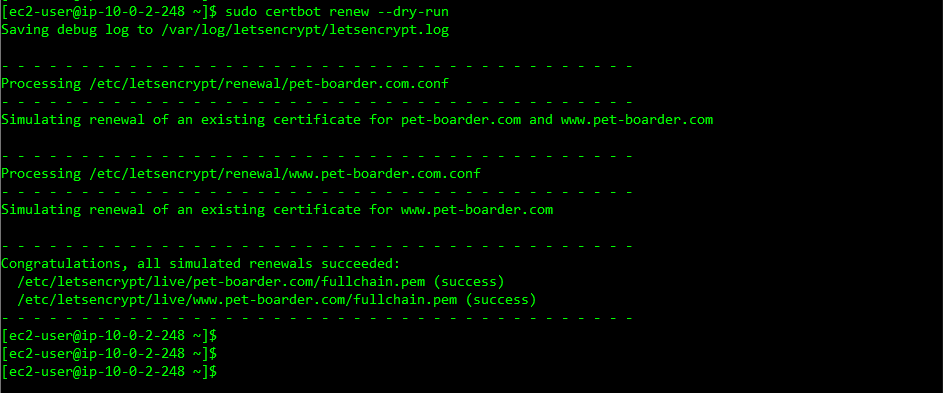 [ec2-user@ip-10-0-2-248 ~]$ sudo certbot renew --dry-run
Saving debug log to /var/log/letsencrypt/letsencrypt.log
- - - - - - - - - - - - - - - - - - - - - - - - - - - - - - - - - - - - - - - -
Processing /etc/letsencrypt/renewal/pet-boarder.com.conf
- - - - - - - - - - - - - - - - - - - - - - - - - - - - - - - - - - - - - - - -
Simulating renewal of an existing certificate for pet-boarder.com and www.pet-boarder.com
- - - - - - - - - - - - - - - - - - - - - - - - - - - - - - - - - - - - - - - -
Processing /etc/letsencrypt/renewal/www.pet-boarder.com.conf
- - - - - - - - - - - - - - - - - - - - - - - - - - - - - - - - - - - - - - - -
Simulating renewal of an existing certificate for www.pet-boarder.com
- - - - - - - - - - - - - - - - - - - - - - - - - - - - - - - - - - - - - - - -
Congratulations, all simulated renewals succeeded:
  /etc/letsencrypt/live/pet-boarder.com/fullchain.pem (success)
  /etc/letsencrypt/live/www.pet-boarder.com/fullchain.pem (success)
- - - - - - - - - - - - - - - - - - - - - - - - - - - - - - - - - - - - - - - -
[ec2-user@ip-10-0-2-248 ~]$
[ec2-user@ip-10-0-2-248 ~]$
[ec2-user@ip-10-0-2-248 ~]$